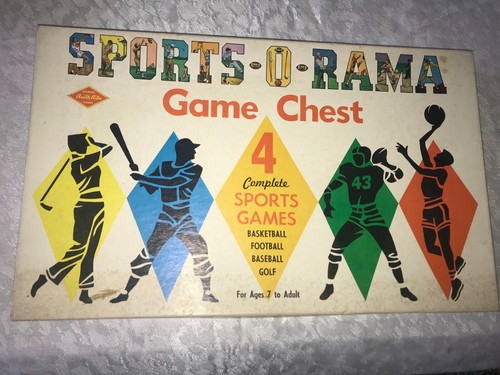 SPORTS-O-RAMA
Game Chest
4
Complete
SPORTS
GAMES
BASKETBALL
FOOTBALL
BASEBALL
GOLF
43
For Ages 7 to Adult